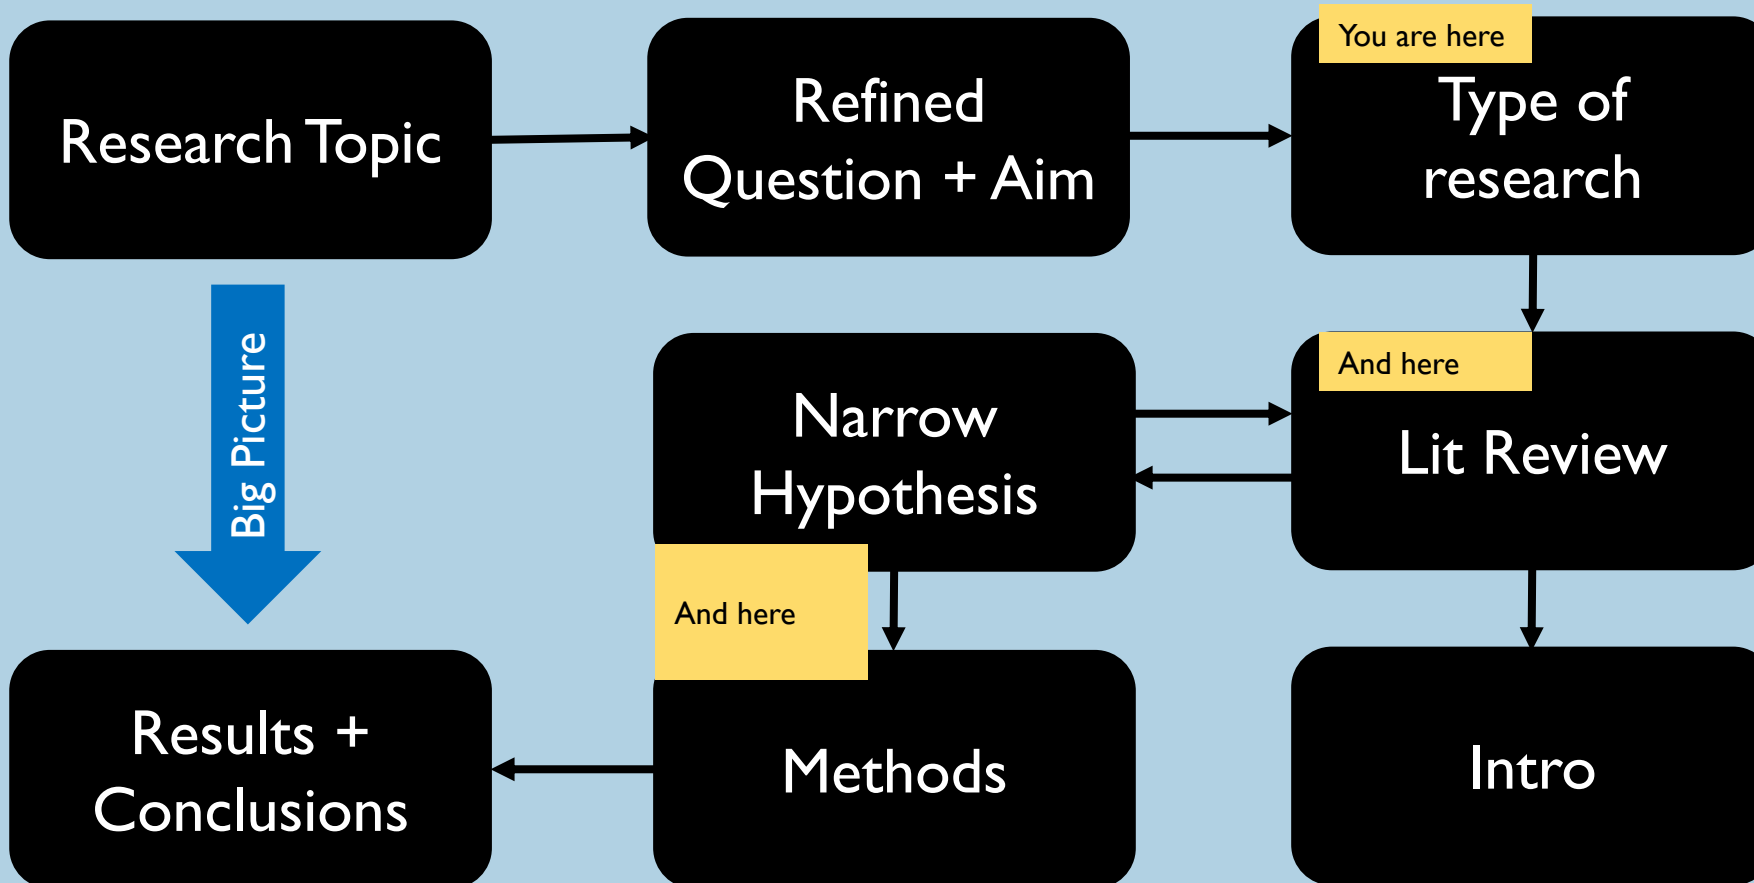 Research Topic
Refined
Question + Aim
You are here
Type of
research
Big Picture
Narrow
Hypothesis
And here
Lit Review
And here
Results +
Conclusions
Methods
Intro